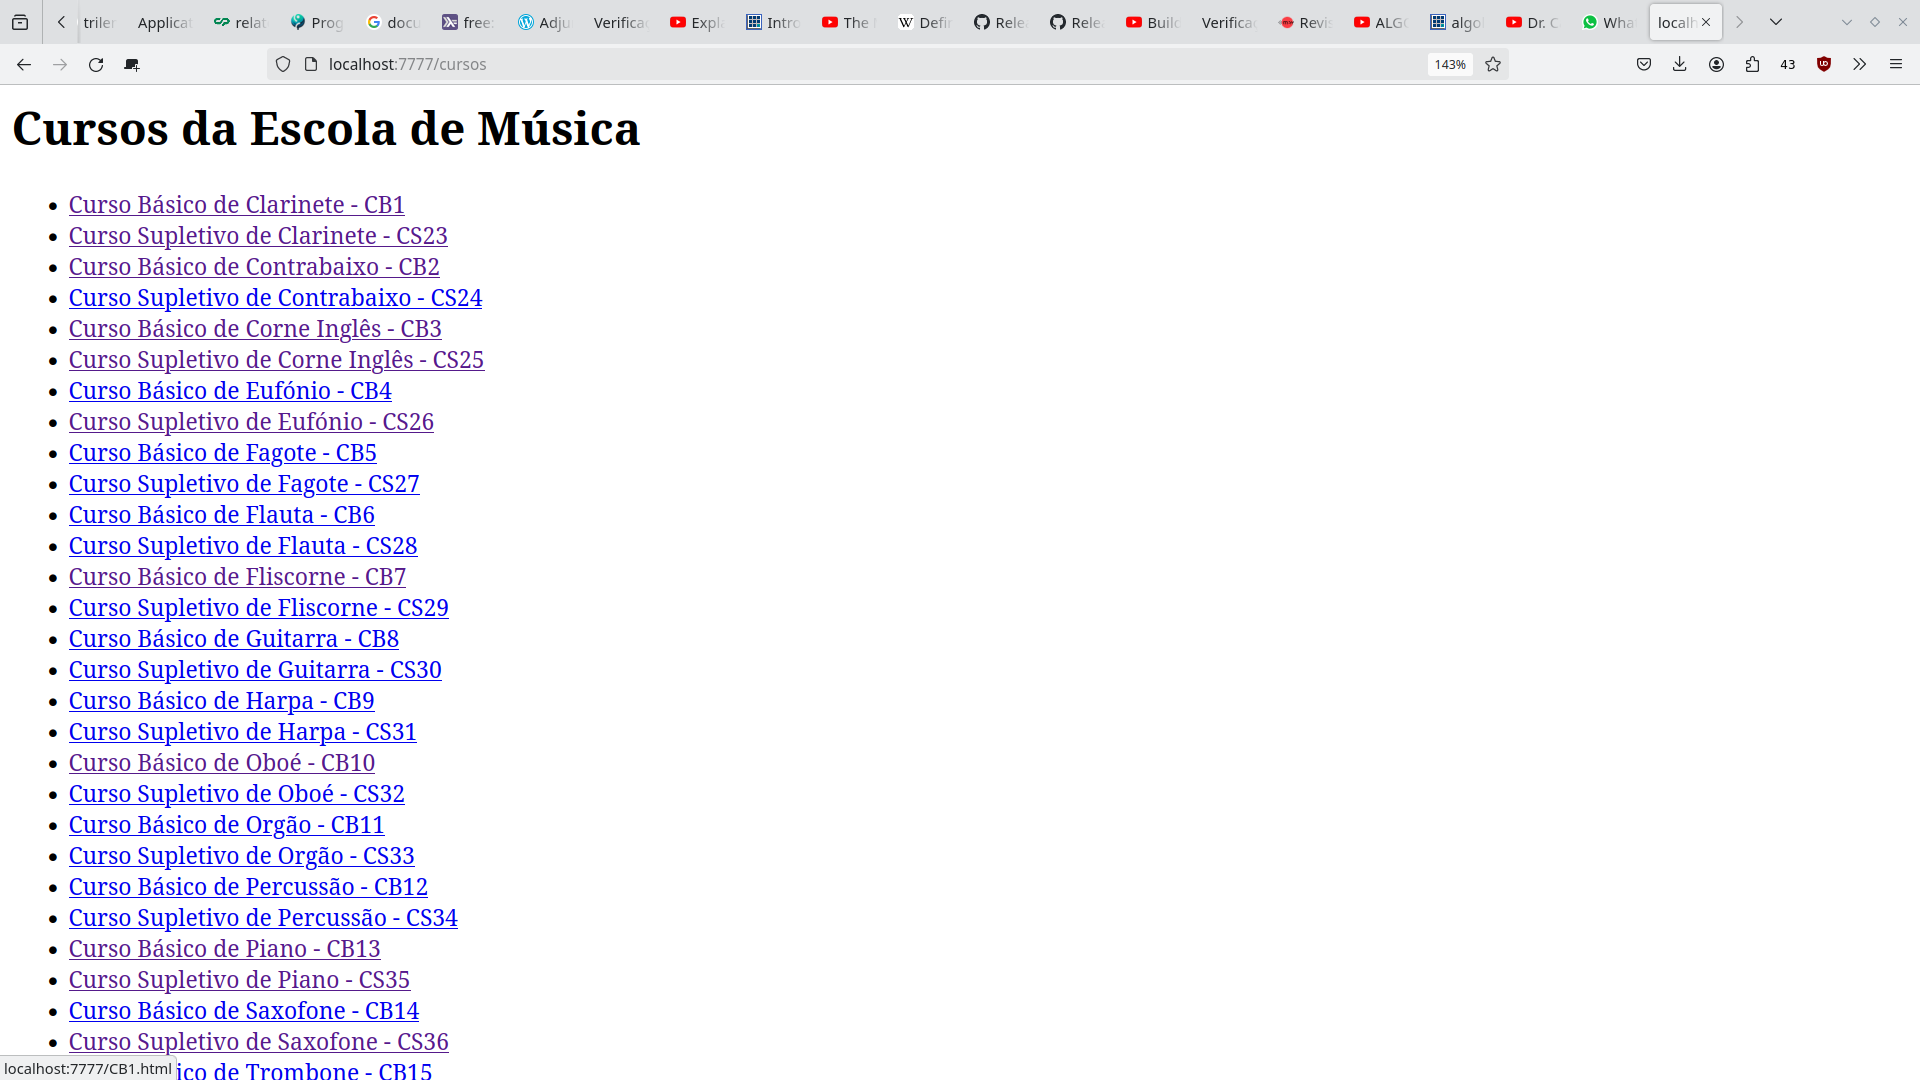 triler
Applicat
relat
Prog
docu
free
Adju
Verifica
Expla
Intro
The
Defin
Relea
Rele
Build
Verifica
Revis
ALGO
algo
Dr. C
Wha
localh
localhost:7777/cursos
143%
43
Cursos da Escola de Música
Curso Básico de Clarinete - CB1
Curso Supletivo de Clarinete - CS23
Curso Básico de Contrabaixo - CB2
Curso Supletivo de Contrabaixo - CS24
Curso Básico de Corne Inglês - CB3
Curso Supletivo de Corne Inglês - CS25
Curso Básico de Eufónio - CB4
Curso Supletivo de Eufónio - CS26
Curso Básico de Fagote - CB5
Curso Supletivo de Fagote - CS27
Curso Básico de Flauta - CB6
Curso Supletivo de Flauta - CS28
Curso Básico de Fliscorne - CB7
Curso Supletivo de Fliscorne - CS29
Curso Básico de Guitarra - CB8
Curso Supletivo de Guitarra - CS30
Curso Básico de Harpa - CB9
Curso Supletivo de Harpa - CS31
Curso Básico de Oboé - CB10
Curso Supletivo de Oboé - CS32
Curso Básico de Orgão - CB11
Curso Supletivo de Orgão - CS33
Curso Básico de Percussão - CB12
Curso Supletivo de Percussão - CS34
Curso Básico de Piano - CB13
Curso Supletivo de Piano - CS35
Curso Básico de Saxofone - CB14
Curso Supletivo de Saxofone - CS36
ico de Trombone - CB15
localhost:7777/CB1.html